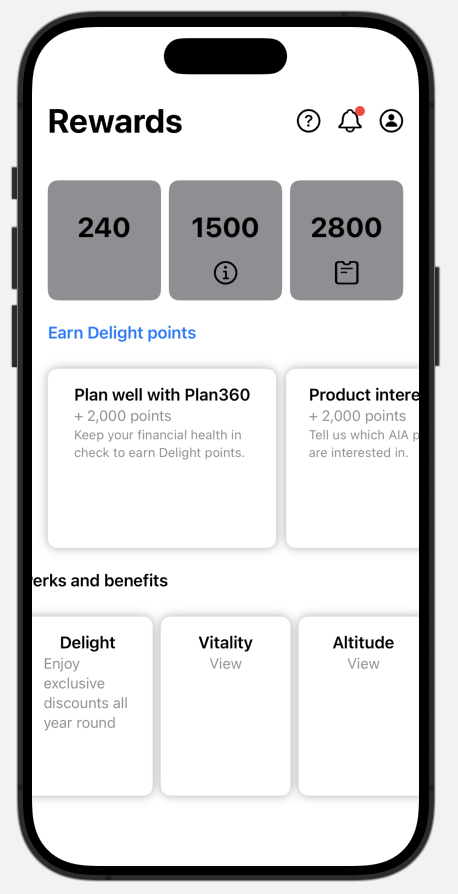 Rewards
240
1500
2800
Earn Delight points
Plan well with Plan360
+ 2,000 points
Keep your financial health in
check to earn Delight points.
Product intere
+ 2,000 points
Tell us which AIA p
are interested in.
erks and benefits
Delight
Enjoy
exclusive
discounts all
year round
Vitality
View
Altitude
View